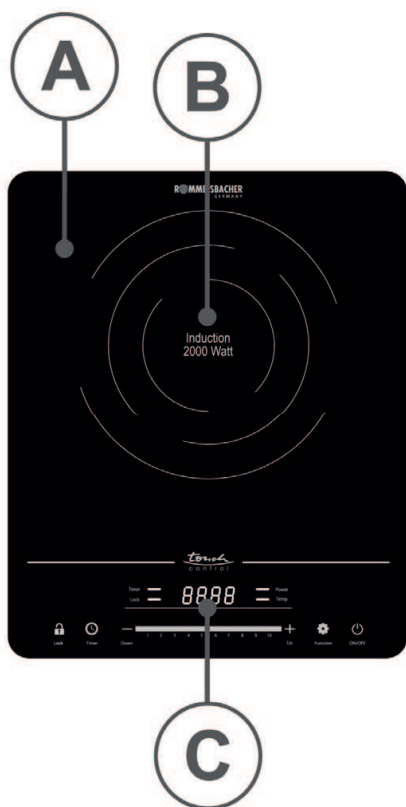 A
B
ROMMELSBACHER
GERMANY
Induction
2000 Watt
touch
control
Timer
Lock
8888
Power
Temp
Lock
Timer
Down
1 2 3 4 5 6 7 8 9 10
Function
ON/OFF
C